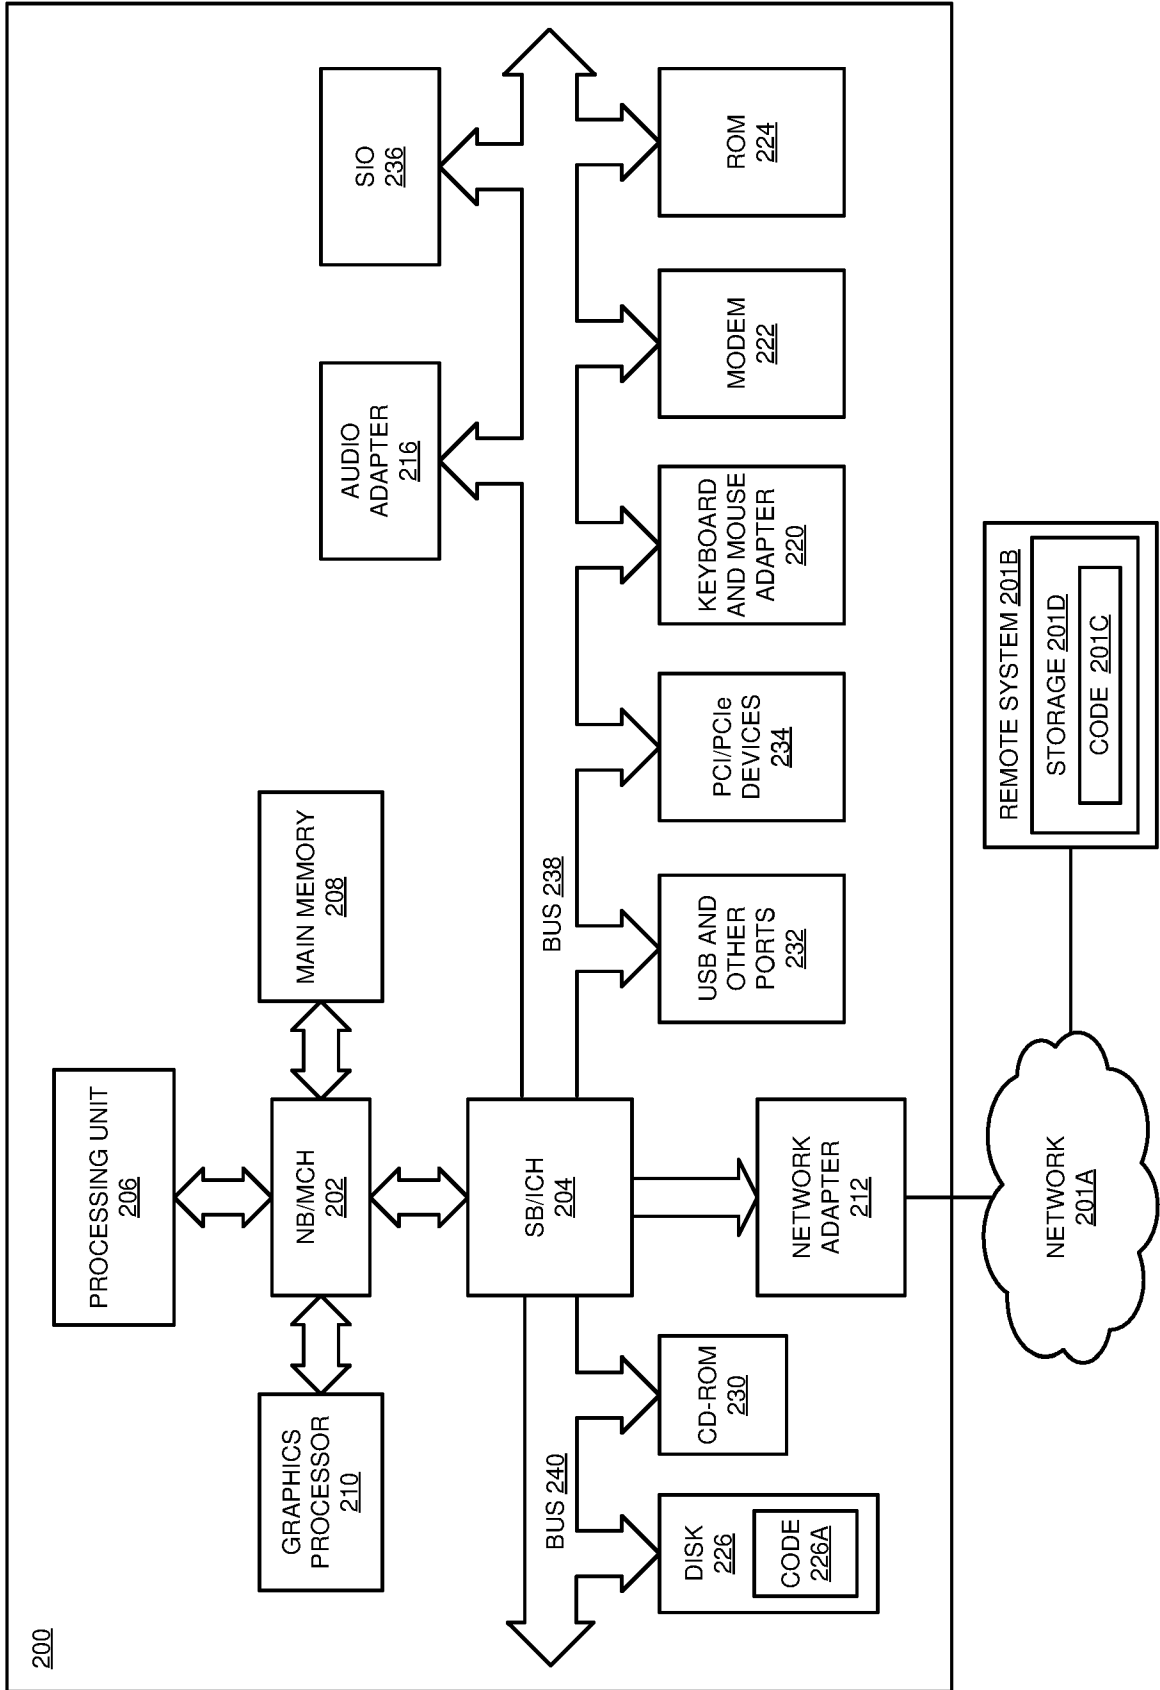 200
PROCESSING UNIT
206
GRAPHICS
PROCESSOR
210
NB/MCH
202
MAIN MEMORY
208
AUDIO
ADAPTER
216
SIO
236
BUS 240
SB/ICH
204
BUS 238
DISK
226
CODE
226A
CD-ROM
230
NETWORK
ADAPTER
212
USB AND
OTHER
PORTS
232
PCI/PCIe
DEVICES
234
KEYBOARD
AND MOUSE
ADAPTER
220
MODEM
222
ROM
224
NETWORK
201A
REMOTE SYSTEM 201B
STORAGE 201D
CODE 201C